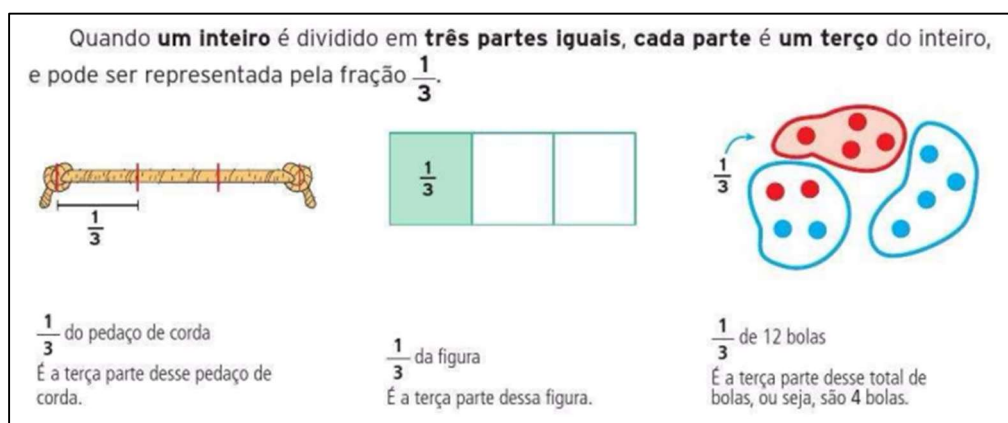 Quando um inteiro é dividido em três partes iguais, cada parte é um terço do inteiro,
e pode ser representada pela fração 1/3.
1/3
1/3
1/3
1/3 do pedaço de corda
É a terça parte desse pedaço de
corda.
1/3 da figura
É a terça parte dessa figura.
1/3 de 12 bolas
É a terça parte desse total de
bolas, ou seja, são 4 bolas.